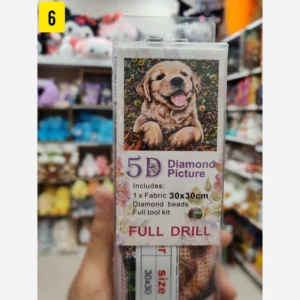 6
5D Diamond
Picture
Includes:
1 x Fabric 30x30cm
Diamond beads
Full tool kit
FULL DRILL
size
30x30